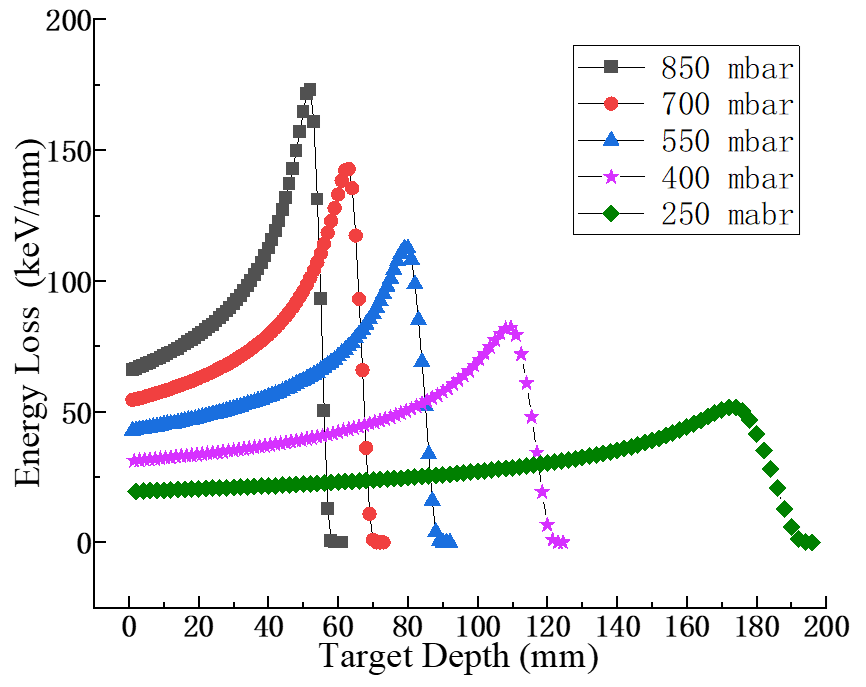 200
150
100
50
0
Energy Loss (keV/mm)
850 mbar
700 mbar
550 mbar
400 mbar
250 mabr
0 20 40 60 80 100 120 140 160 180 200
Target Depth (mm)